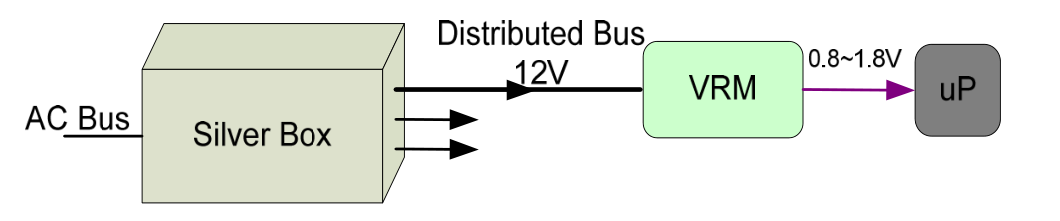 Distributed Bus
12V
AC Bus
Silver Box
VRM
0.8~1.8V
uP